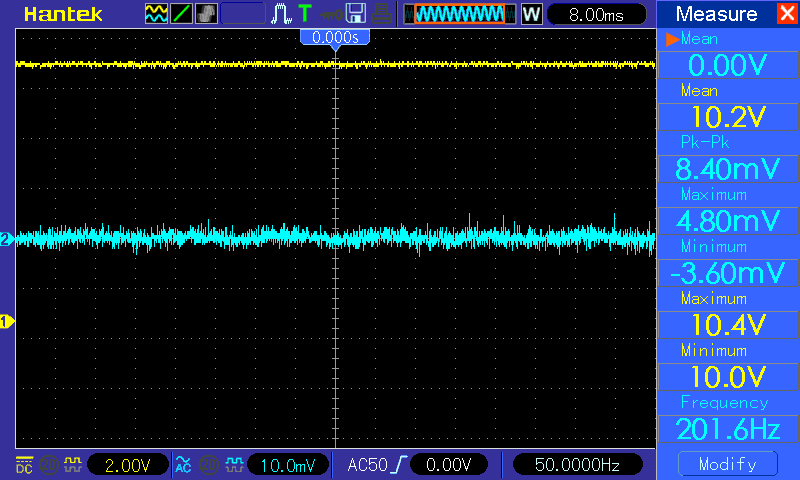 Hantek
T
W
8.00ms
Measure
0.000s
Mean
0.00V
Mean
10.2V
Pk-Pk
8.40mV
Maximum
4.80mV
Minimum
-3.60mV
Maximum
10.4V
Minimum
10.0V
Frequency
201.6Hz
Modify
2
1
DC
2.00V
AC
10.0mV
AC50
0.00V
50.0000Hz